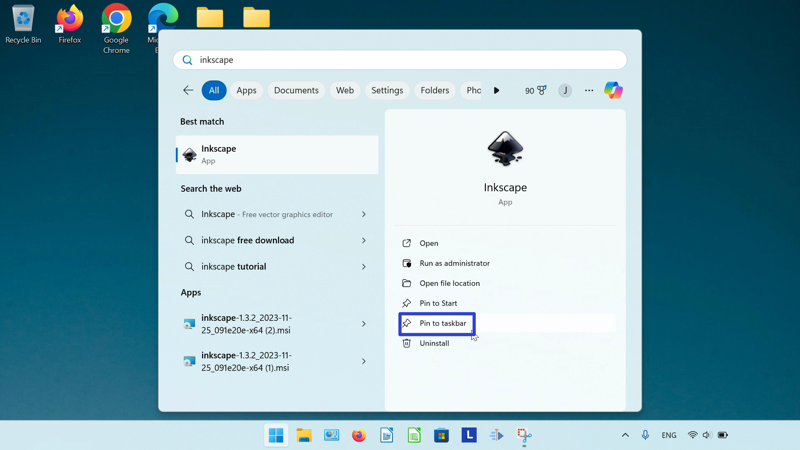 Recycle Bin
Firefox
Google
Chrome
inkscape
All
Apps
Documents
Web
Settings
Folders
90
J
Best match
Inkscape
App
Search the web
Inkscape - Free vector graphics editor
inkscape free download
inkscape tutorial
Apps
inkscape-1.3.2_2023-11-
25_091e20e-x64 (2).msi
inkscape-1.3.2_2023-11-
25_091e20e-x64 (1).msi
Inkscape
App
Open
Run as administrator
Open file location
Pin to Start
Pin to taskbar
Uninstall
L
ENG